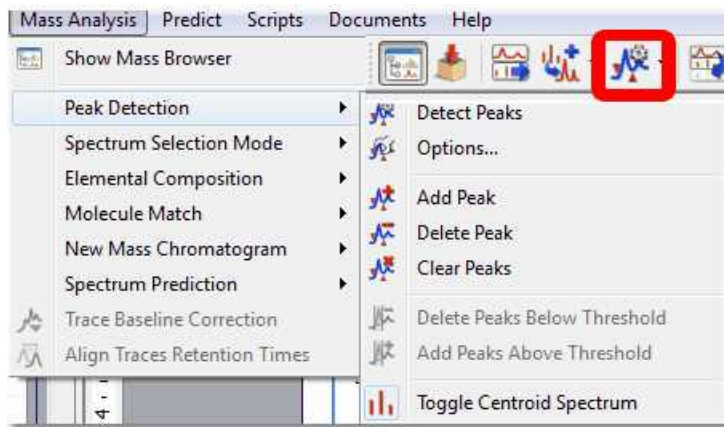 Mass Analysis Predict Scripts Documents Help
Show Mass Browser
Peak Detection
Spectrum Selection Mode
Elemental Composition
Molecule Match
New Mass Chromatogram
Spectrum Prediction
Trace Baseline Correction
Align Traces Retention Times
Detect Peaks
Options...
Add Peak
Delete Peak
Clear Peaks
Delete Peaks Below Threshold
Add Peaks Above Threshold
Toggle Centroid Spectrum
4